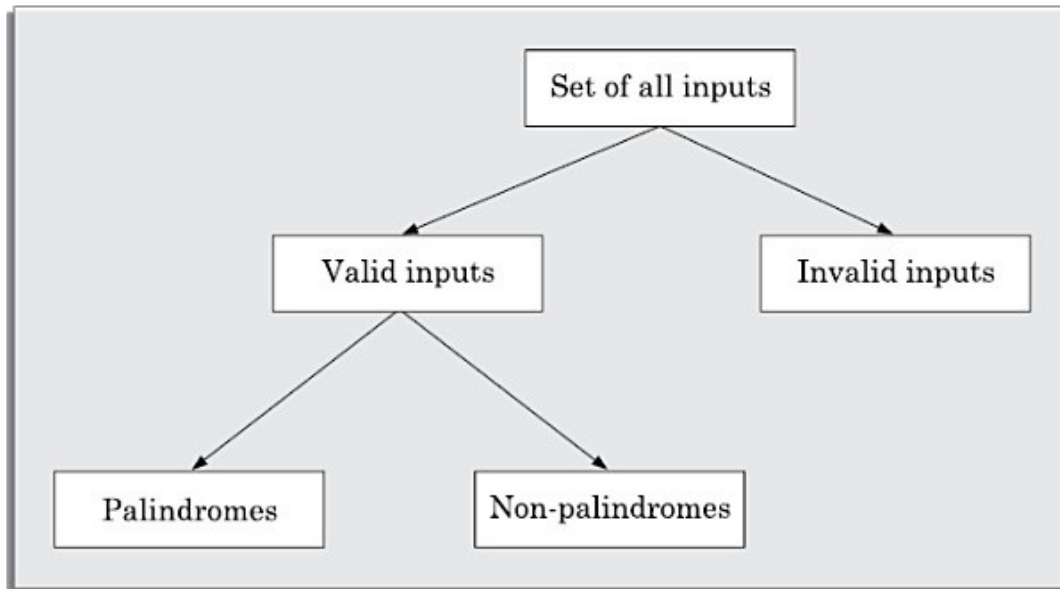 Set of all inputs
Valid inputs
Invalid inputs
Palindromes
Non-palindromes